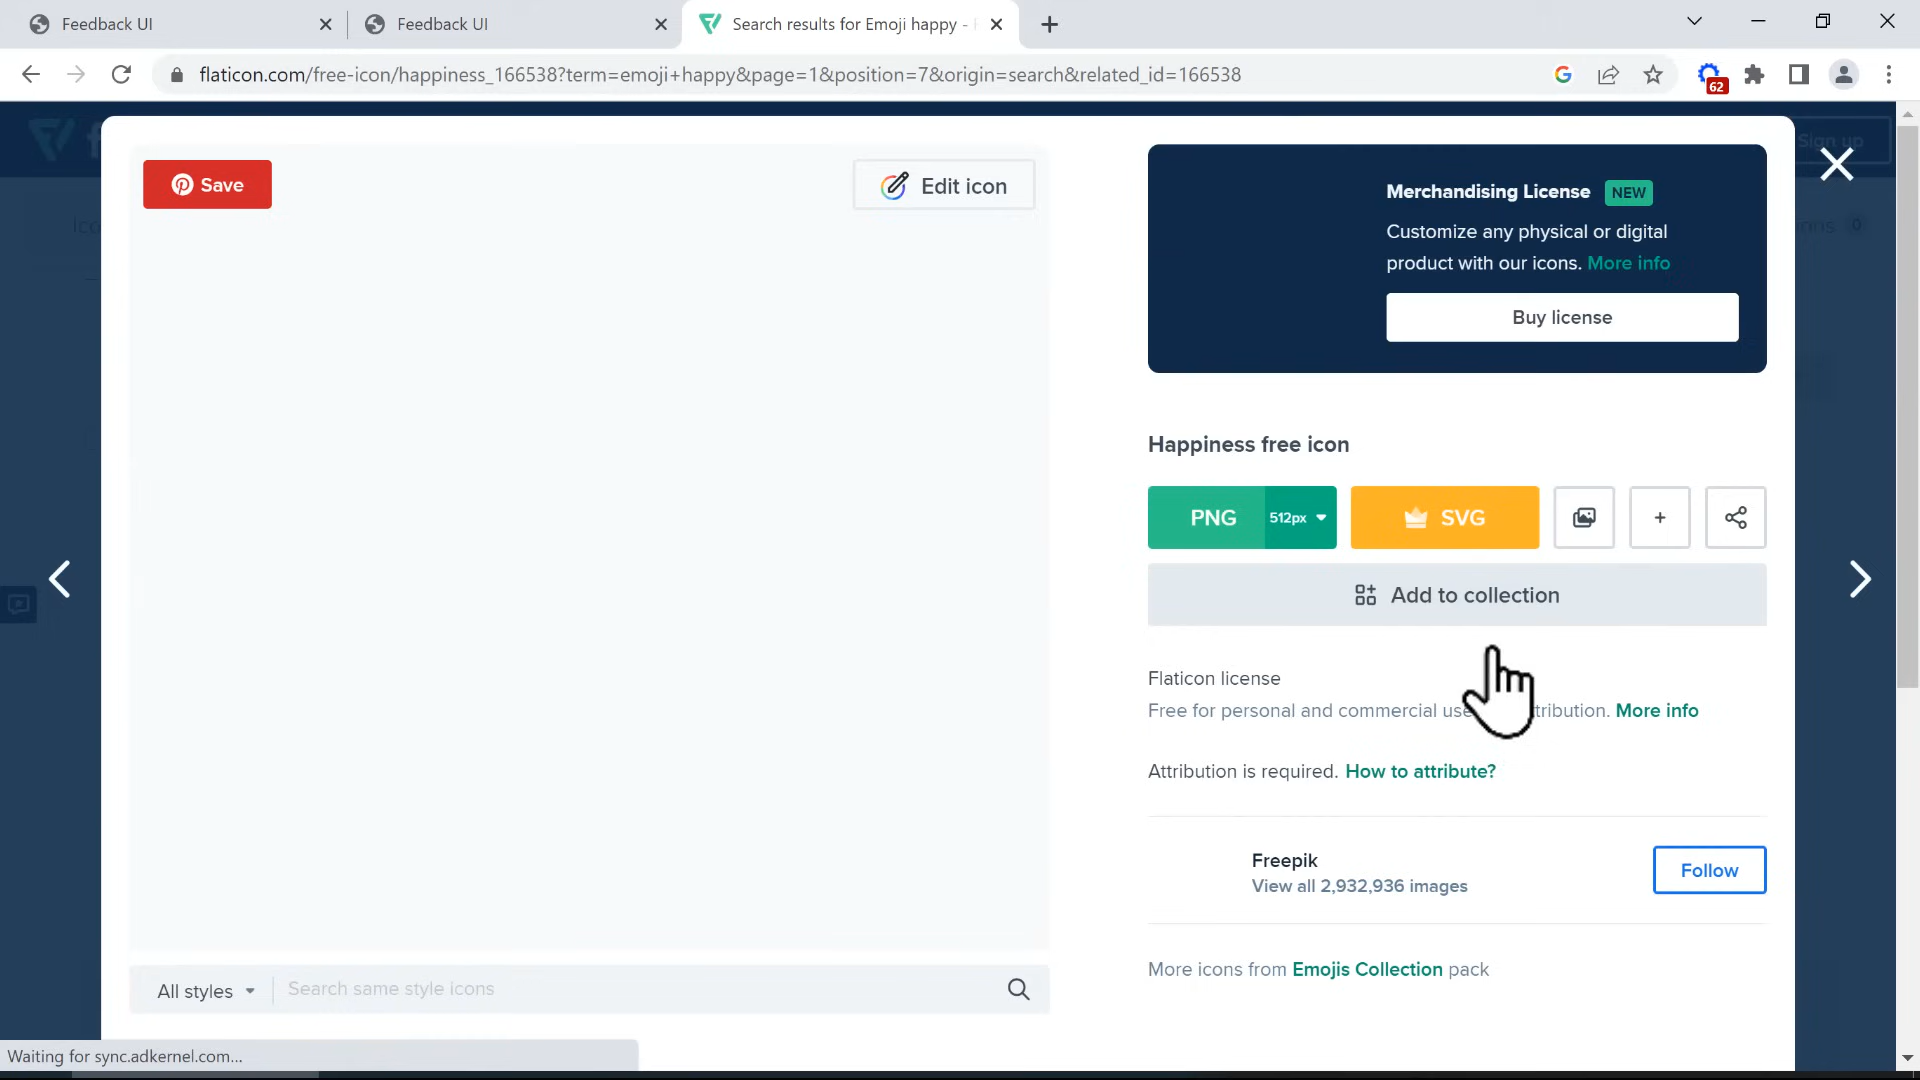 Feedback UI
Feedback UI
Search results for Emoji happy -
flaticon.com/free-icon/happiness_166538?term=emoji+happy&page=1&position=7&origin=search&related_id=166538
62
Sign up
Save
Edit icon
Merchandising License NEW
Customize any physical or digital
product with our icons. More info
Buy license
0
Happiness free icon
PNG 512px
SVG
+
Add to collection
Flaticon license
Free for personal and commercial use tribution. More info
Attribution is required. How to attribute?
Freepik
View all 2,932,936 images
Follow
More icons from Emojis Collection pack
All styles
Search same style icons
Waiting for sync.adkernel.com...